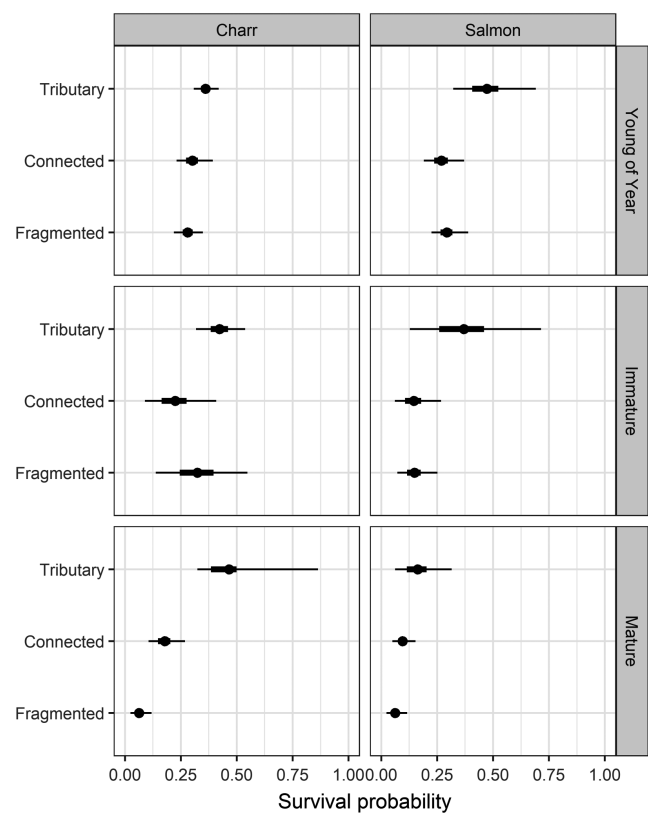 Charr Salmon
Tributary
Connected
Fragmented
Young of Year
Tributary
Connected
Fragmented
Immature
Tributary
Connected
Fragmented
Mature
0.00 0.25 0.50 0.75 1.00 0.00 0.25 0.50 0.75 1.00
Survival probability